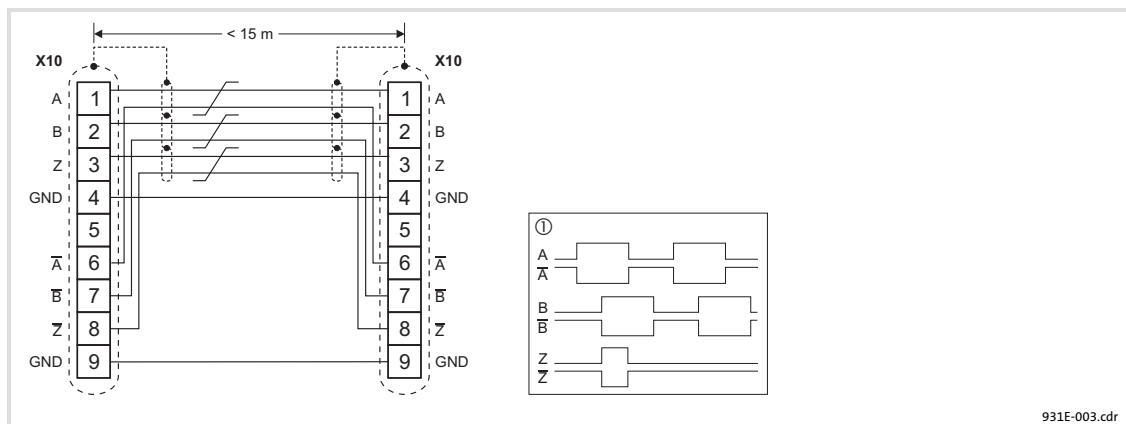 < 15 m
X10 X10
A 1 1 A
B 2 2 B
Z 3 3 Z
GND 4 4 GND
5 5
A̅ 6 6 A̅
B̅ 7 7 B̅
Z̅ 8 8 Z̅
GND 9 9 GND
①
A
A̅
B
B̅
Z
Z̅
931E-003.cdr